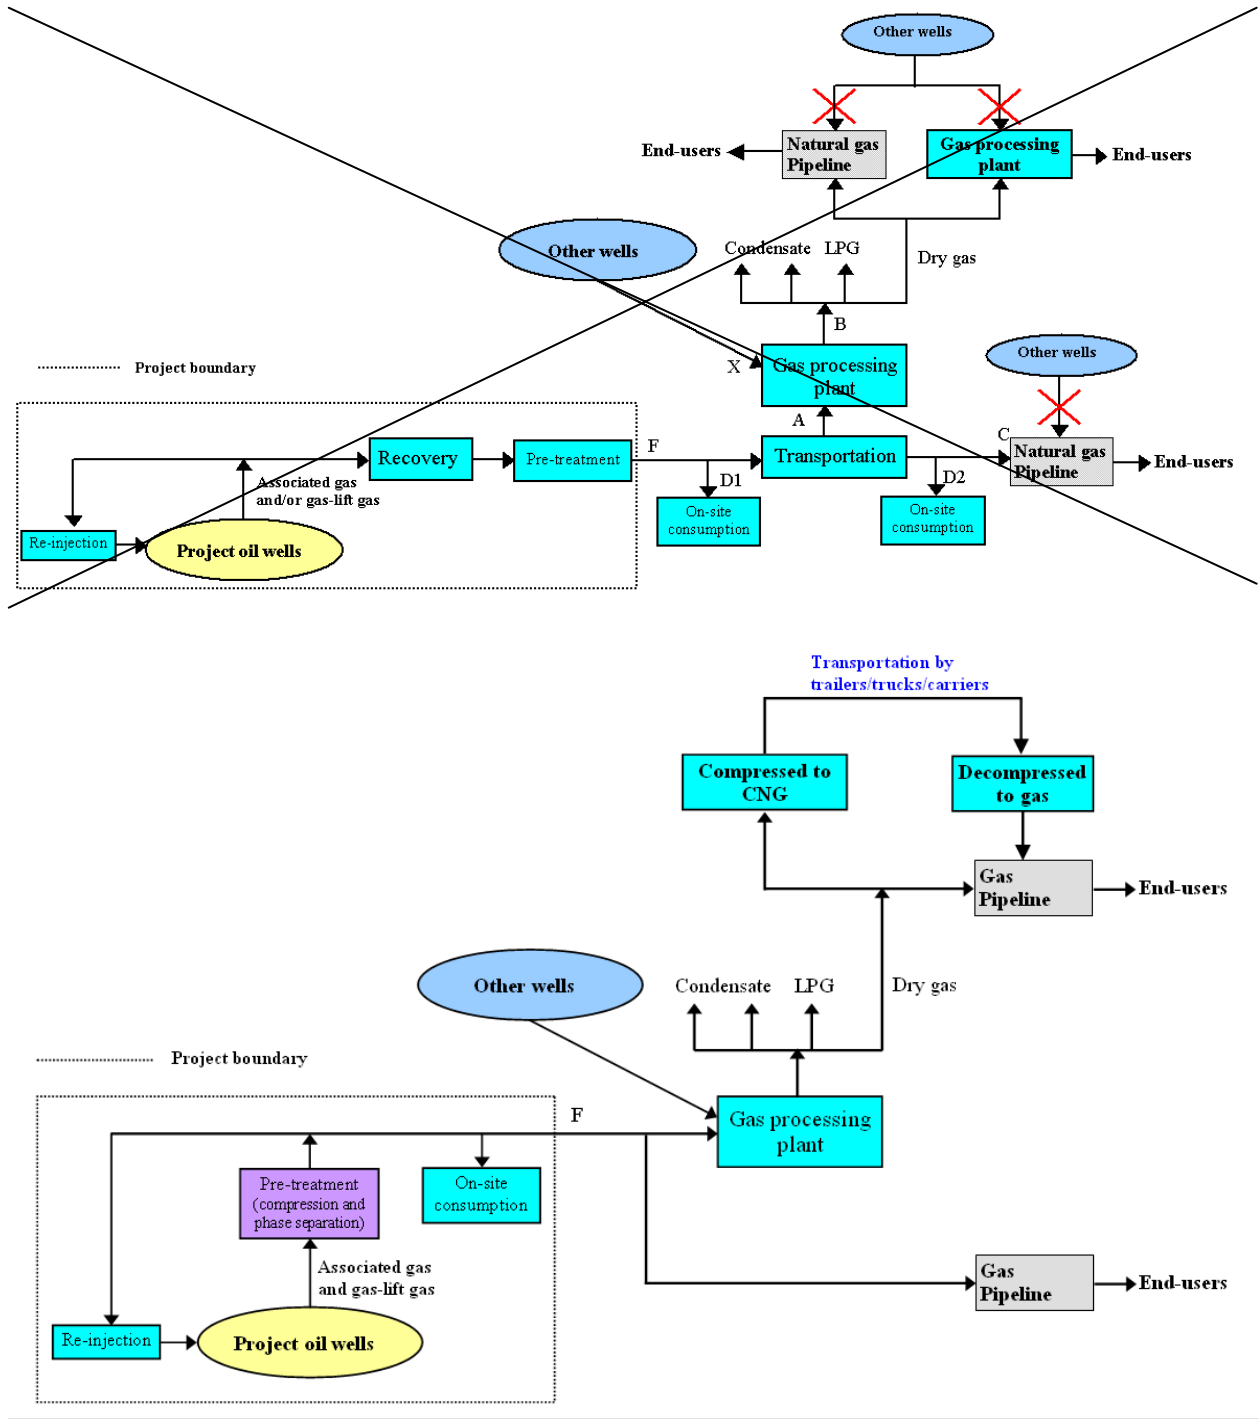 Other wells
Natural gas
Pipeline
Gas processing
plant
End-users
End-users
Other wells
Condensate
LPG
Dry gas
B
Project boundary
X
Gas processing
plant
Other wells
A
C
Recovery
Pre-treatment
F
Transportation
Natural gas
Pipeline
End-users
Associated gas
and/or gas-lift gas
D1
D2
On-site
consumption
On-site
consumption
Re-injection
Project oil wells
Transportation by
trailers/trucks/carriers
Compressed to
CNG
Decompressed
to gas
Gas
Pipeline
End-users
Other wells
Condensate
LPG
Dry gas
Project boundary
F
Gas processing
plant
Pre-treatment
(compression and
phase separation)
On-site
consumption
Associated gas
and gas-lift gas
Gas
Pipeline
End-users
Re-injection
Project oil wells